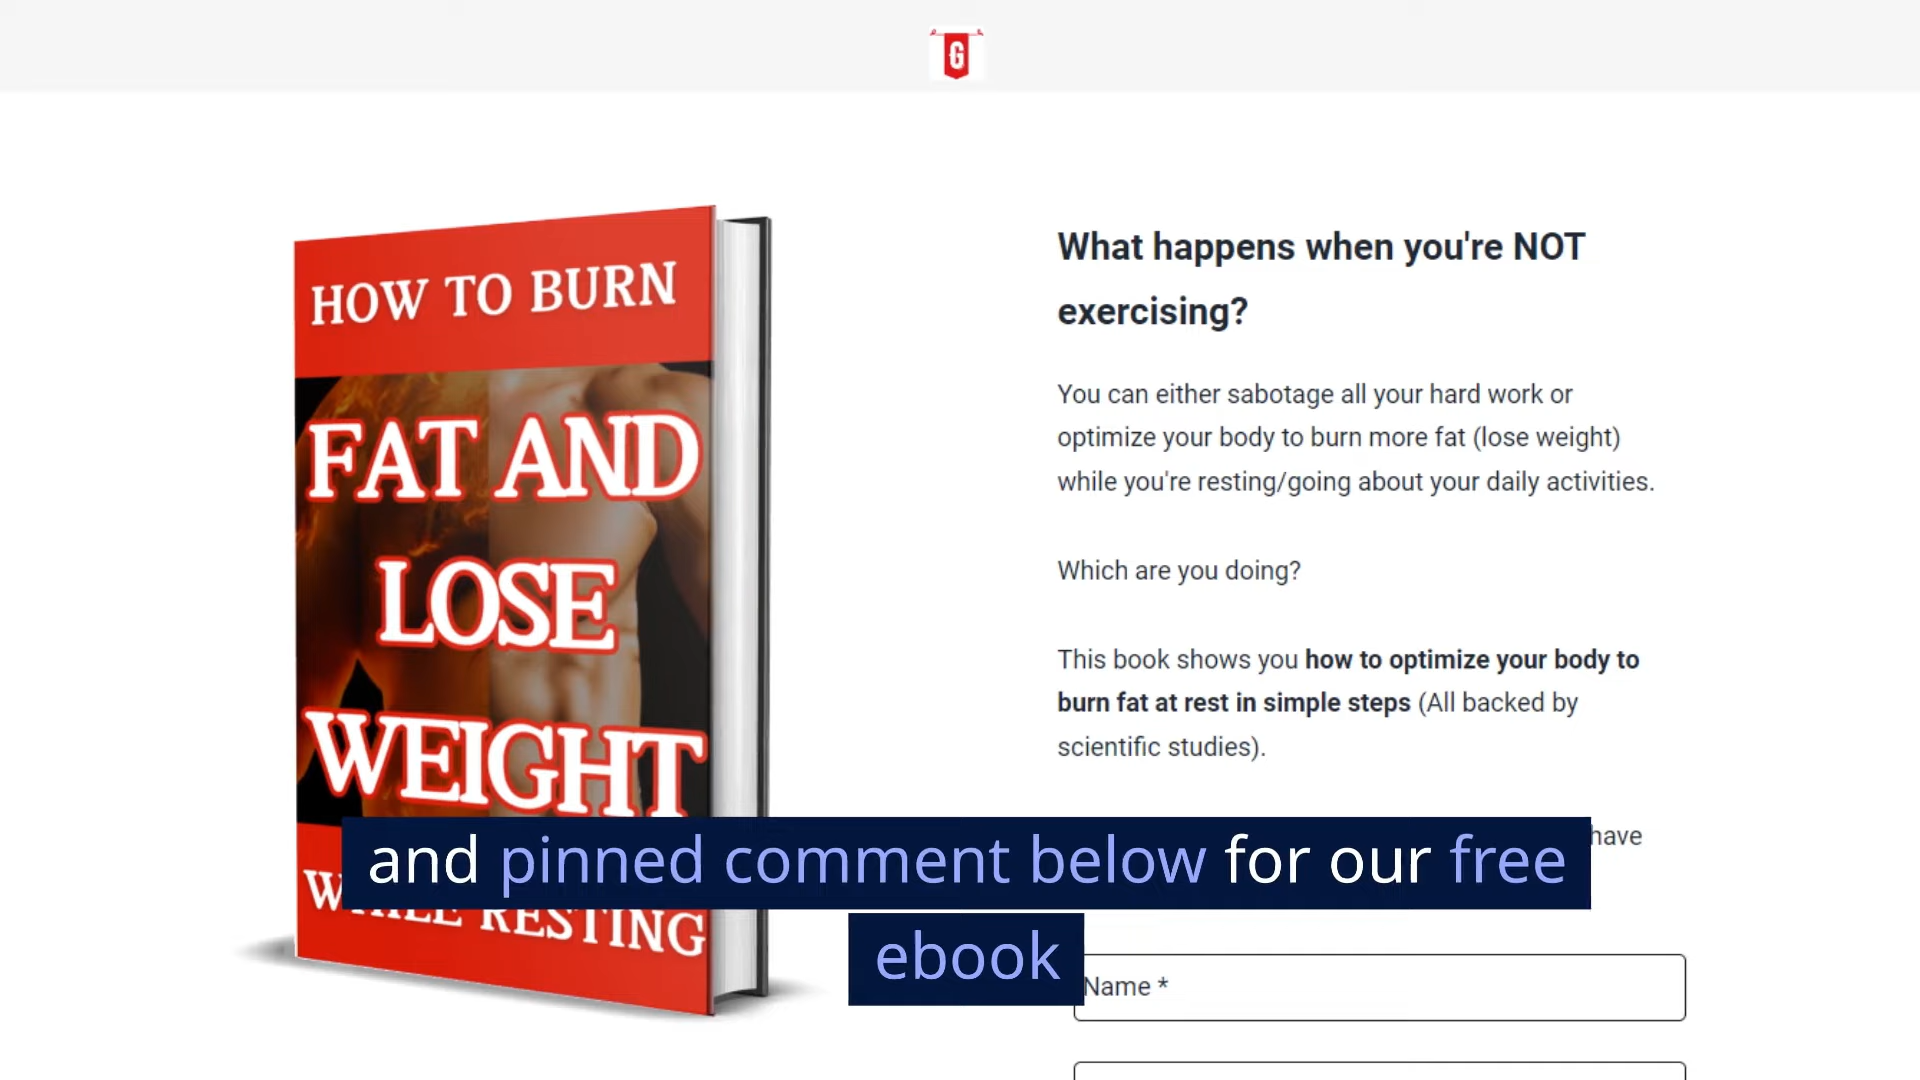 G
HOW TO BURN
FAT AND
LOSE
WEIGHT
WHILE RESTING
What happens when you're NOT
exercising?
You can either sabotage all your hard work or
optimize your body to burn more fat (lose weight)
while you're resting/going about your daily activities.
Which are you doing?
This book shows you how to optimize your body to
burn fat at rest in simple steps (All backed by
scientific studies).
have
and pinned comment below for our free
ebook
Name *